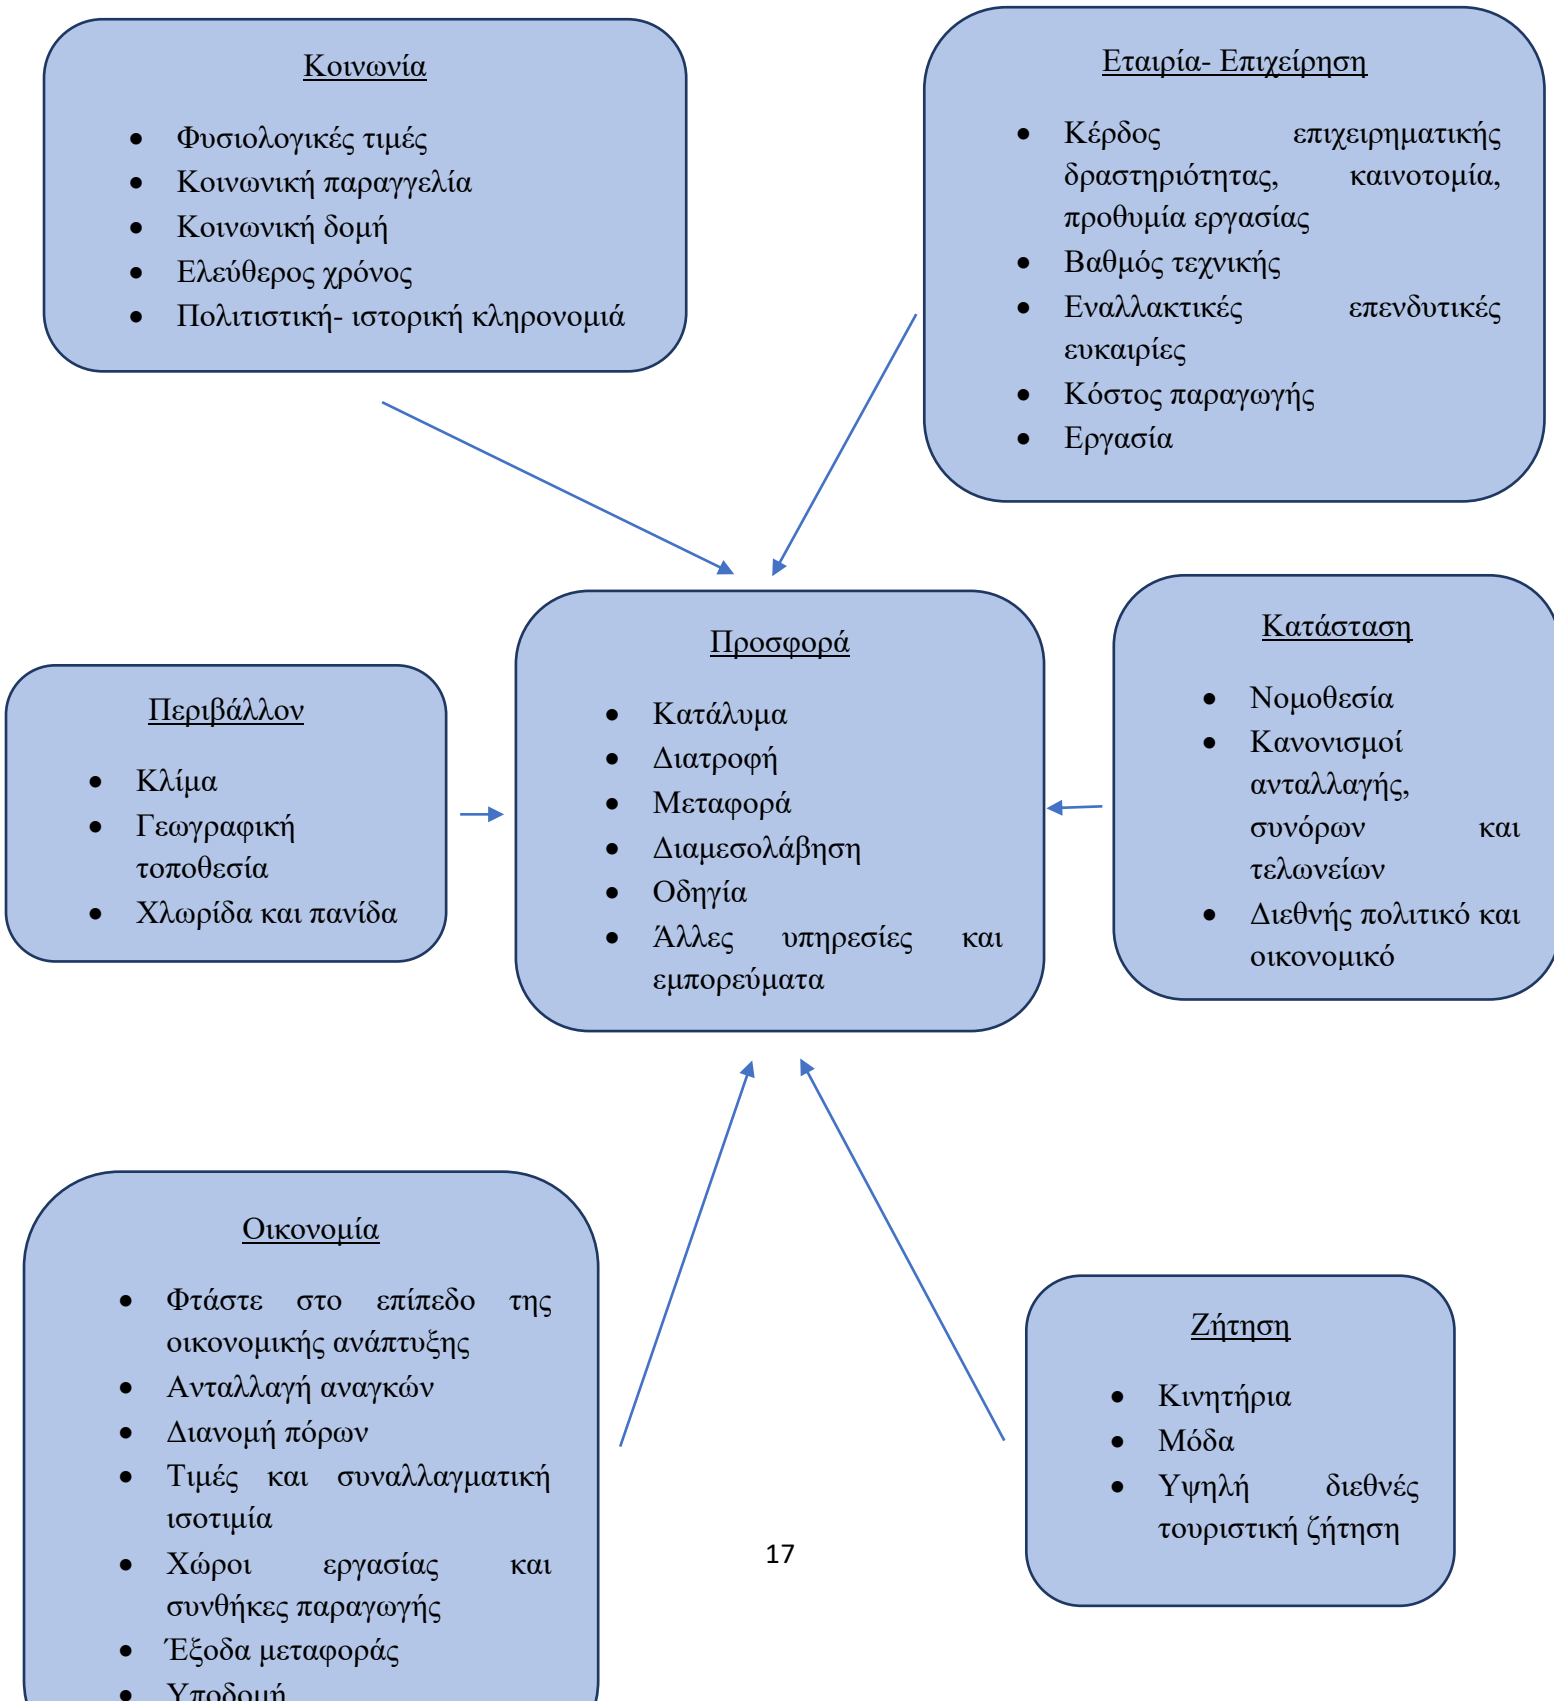 Κοινωνία
• Φυσιολογικές τιμές
• Κοινωνική παραγγελία
• Κοινωνική δομή
• Ελεύθερος χρόνος
• Πολιτιστική- ιστορική κληρονομιά
Εταιρία- Επιχείρηση
• Κέρδος επιχειρηματικής
δραστηριότητας, καινοτομία,
προθυμία εργασίας
• Βαθμός τεχνικής
• Εναλλακτικές επενδυτικές
ευκαιρίες
• Κόστος παραγωγής
• Εργασία
Περιβάλλον
• Κλίμα
• Γεωγραφική
τοποθεσία
• Χλωρίδα και πανίδα
Προσφορά
• Κατάλυμα
• Διατροφή
• Μεταφορά
• Διαμεσολάβηση
• Οδηγία
• Άλλες υπηρεσίες και
εμπορεύματα
Κατάσταση
• Νομοθεσία
• Κανονισμοί
ανταλλαγής,
συνόρων και
τελωνείων
• Διεθνής πολιτικό και
οικονομικό
Οικονομία
• Φτάστε στο επίπεδο της
οικονομικής ανάπτυξης
• Ανταλλαγή αναγκών
• Διανομή πόρων
• Τιμές και συναλλαγματική
ισοτιμία
• Χώροι εργασίας και
συνθήκες παραγωγής
• Έξοδα μεταφοράς
• Υποδομή
Ζήτηση
• Κινητήρια
• Μόδα
• Υψηλή διεθνές
τουριστική ζήτηση
17